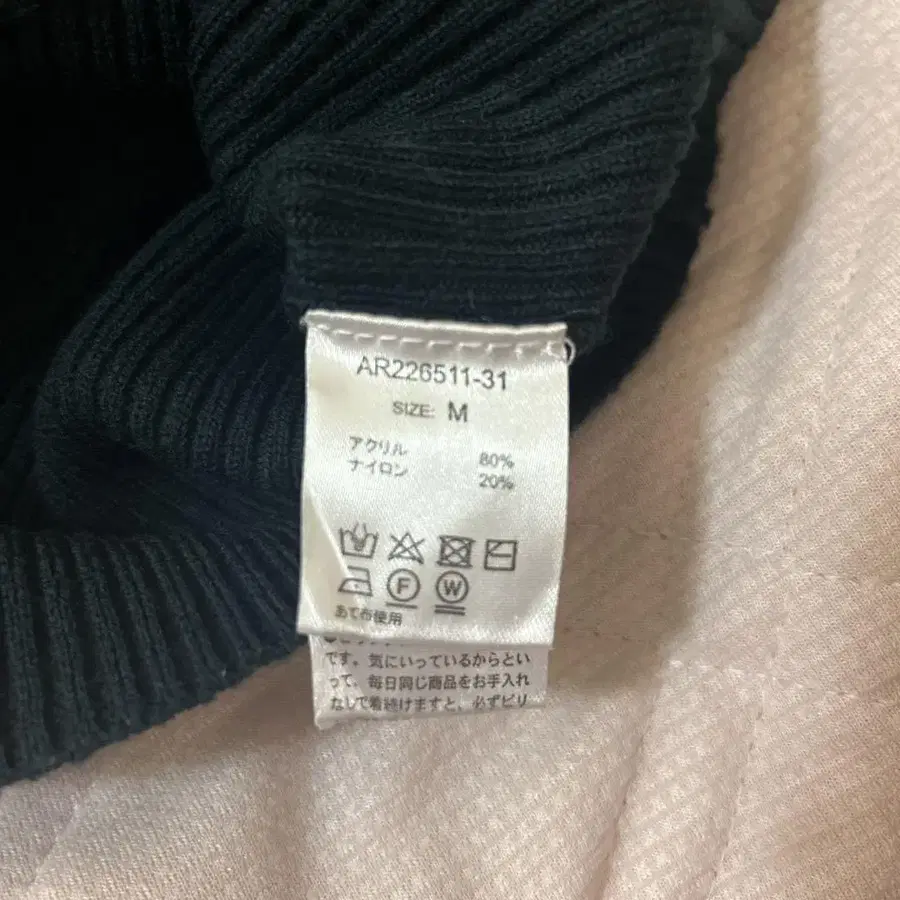 AR226511-31
SIZE: M
アクリル 80%
ナイロン 20%
F W
あて布使用
です。気にいっているからとい
って、毎日同じ商品をお手入れ
なしで着続けますと、必ずピリ